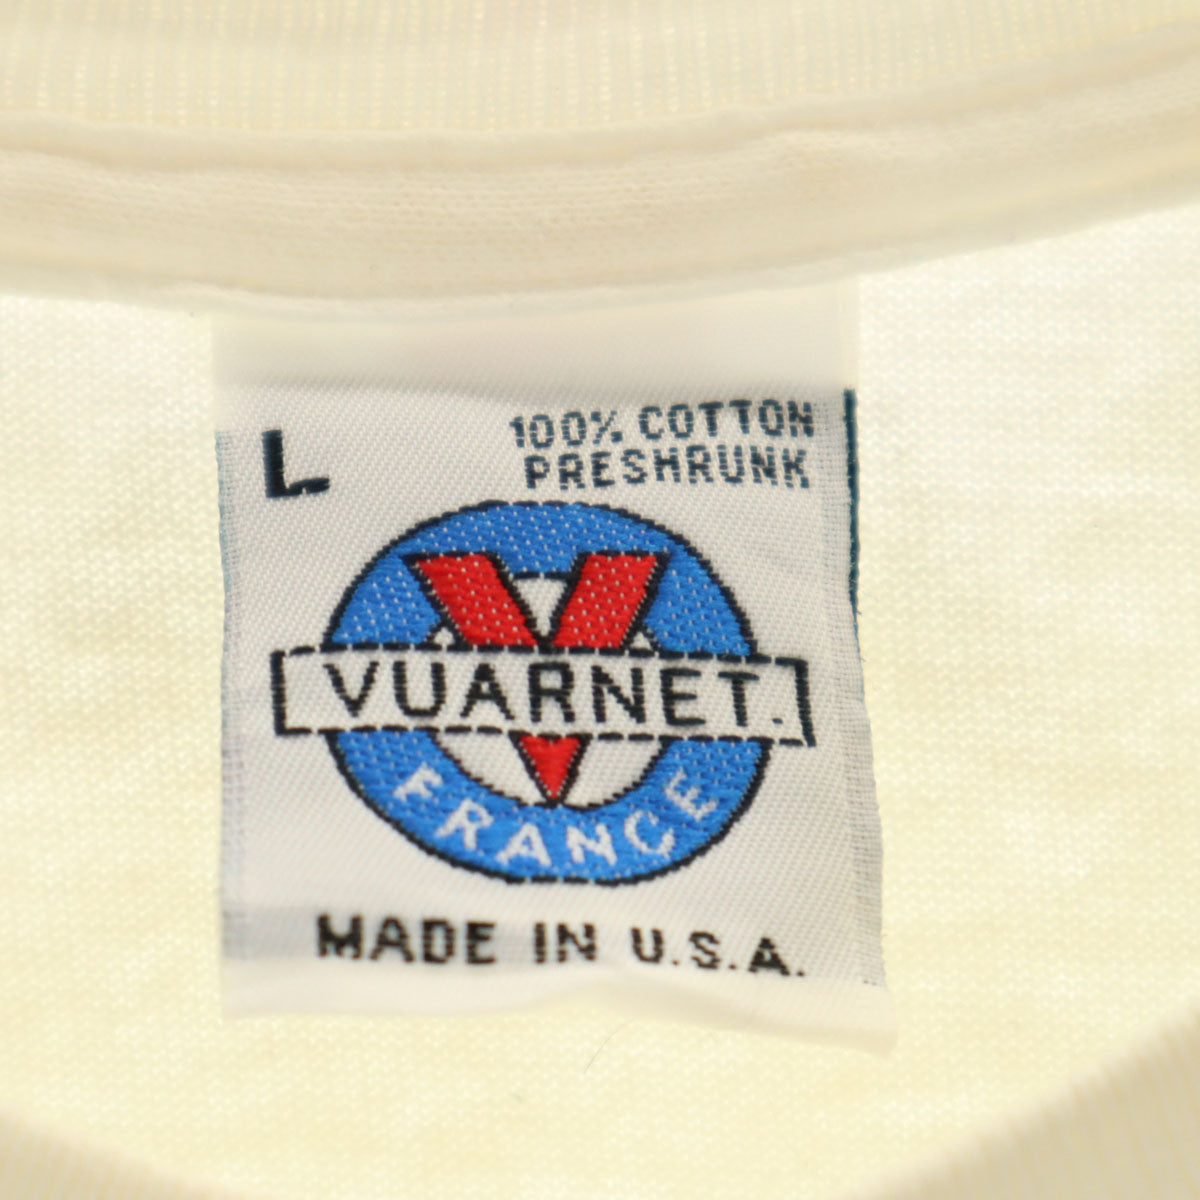 L
100% COTTON
PRESHRUNK
VUARNET.
FRANCE
MADE IN U.S.A.